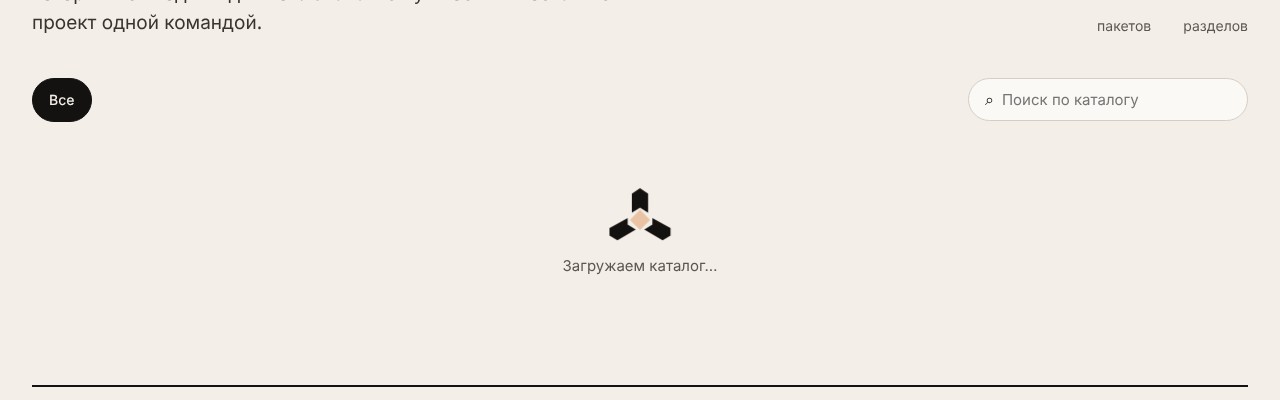 проект одной командой.
пакетов разделов
Все
Поиск по каталогу
Загружаем каталог...